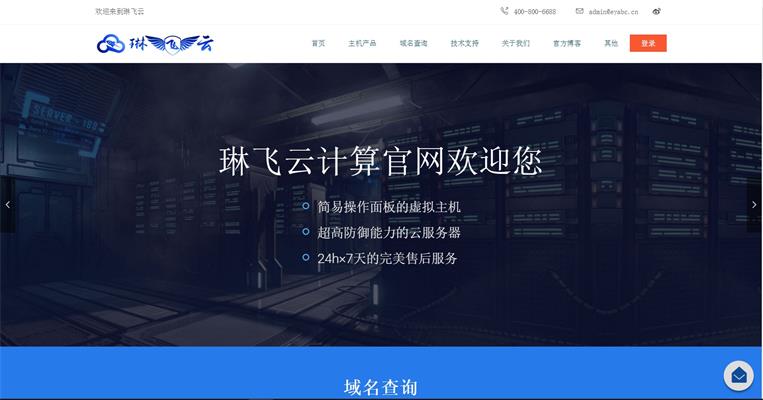 欢迎来到琳飞云
400-800-6688
admin@eyabc.cn
琳飞云
首页
主机产品
域名查询
技术支持
关于我们
官方博客
其他
登录
SERVER - 109
琳飞云计算官网欢迎您
简易操作面板的虚拟主机
超高防御能力的云服务器
24h×7天的完美售后服务
域名查询